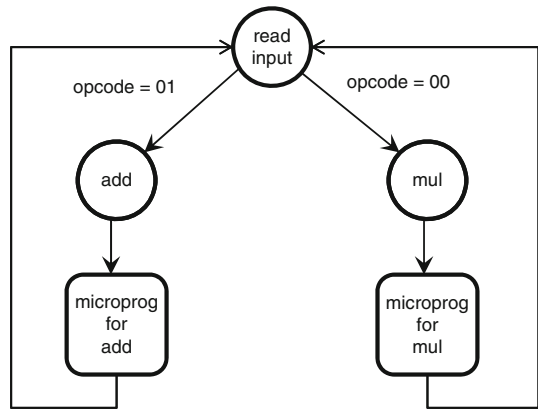 read
input
opcode = 01
opcode = 00
add
mul
microprog
for
add
microprog
for
mul